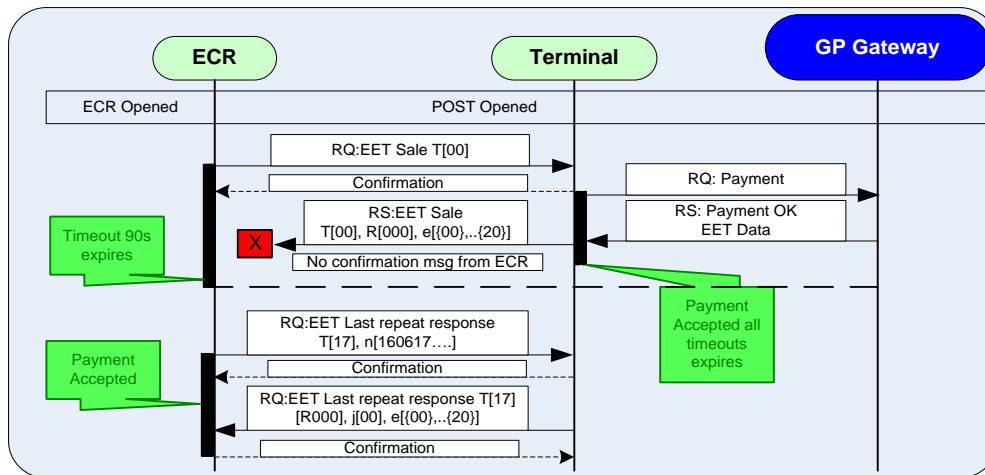 ECR
Terminal
GP Gateway
ECR Opened
POST Opened
RQ:EET Sale T[00]
Confirmation
RQ: Payment
RS:EET Sale
T[00], R[000], e[{00},..{20}]
RS: Payment OK
EET Data
X
Timeout 90s
expires
No confirmation msg from ECR
Payment
Accepted all
timeouts
expires
RQ:EET Last repeat response
T[17], n[160617….]
Payment
Accepted
Confirmation
RQ:EET Last repeat response T[17]
[R000], j[00], e[{00},..{20}]
Confirmation